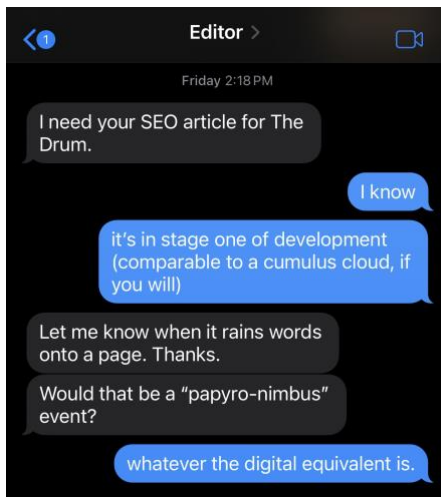 1
Editor
Friday 2:18 PM
I need your SEO article for The
Drum.
I know
it's in stage one of development
(comparable to a cumulus cloud, if
you will)
Let me know when it rains words
onto a page. Thanks.
Would that be a “papyro-nimbus”
event?
whatever the digital equivalent is.